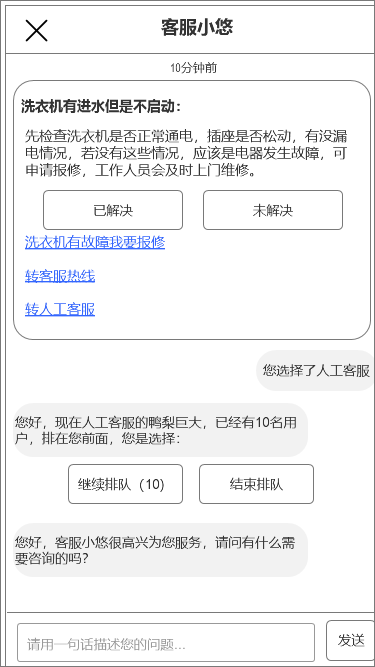 客服小悠
10分钟前
洗衣机有进水但是不启动：
先检查洗衣机是否正常通电，插座是否松动，有没漏
电情况，若没有这些情况，应该是电器发生故障，可
申请报修，工作人员会及时上门维修。
已解决
未解决
洗衣机有故障我要报修
转客服热线
转人工客服
您选择了人工客服
您好，现在人工客服的鸭梨巨大，已经有10名用
户，排在您前面，您是选择：
继续排队（10）
结束排队
您好，客服小悠很高兴为您服务，请问有什么需
要咨询的吗？
请用一句话描述您的问题...
发送